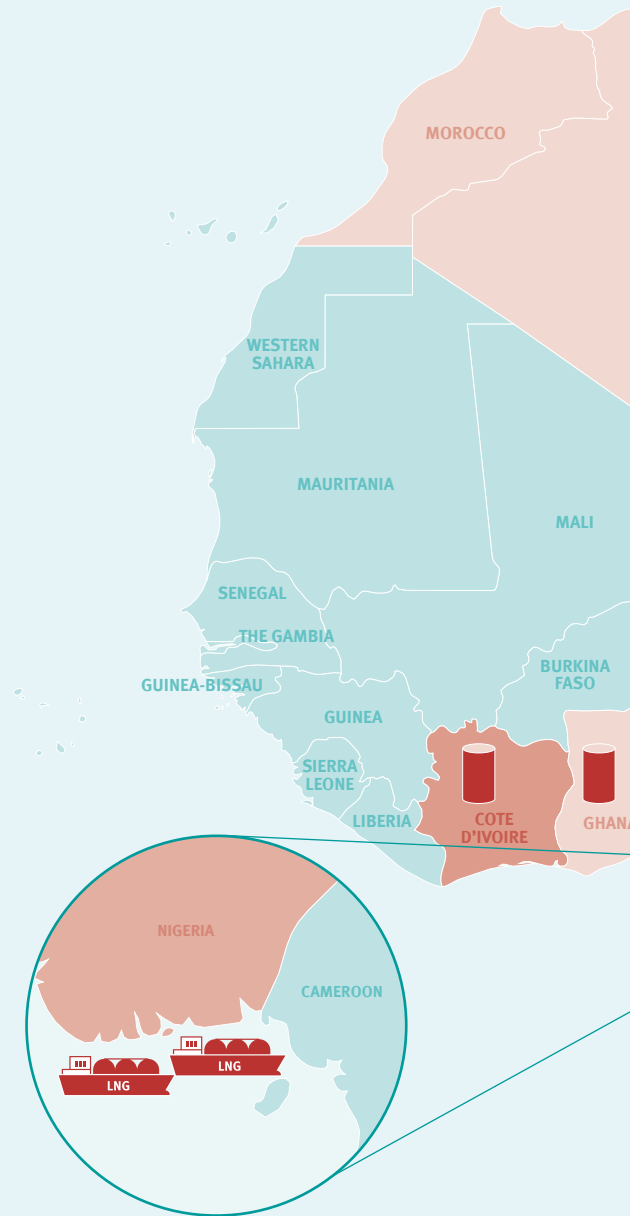 MOROCCO
WESTERN
SAHARA
MAURITANIA
MALI
SENEGAL
THE GAMBIA
GUINEA-BISSAU
BURKINA
FASO
GUINEA
SIERRA
LEONE
LIBERIA
COTE
D'IVOIRE
GHANA
NIGERIA
CAMEROON
LNG
LNG